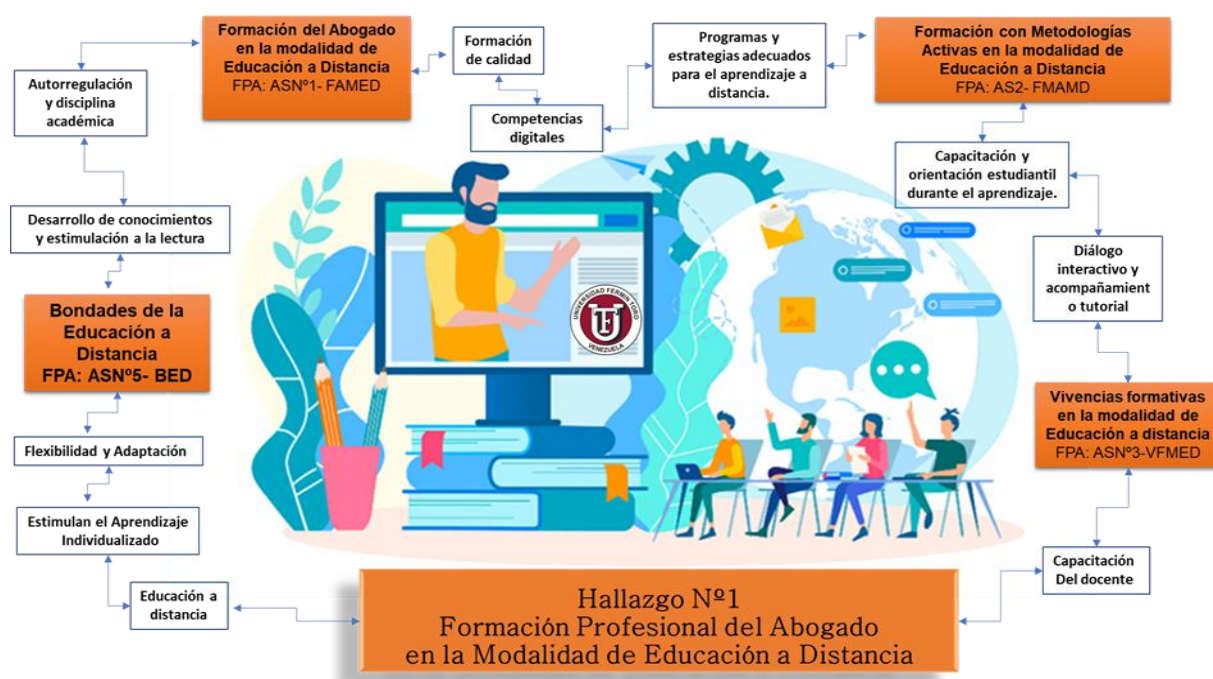 Formación del Abogado
en la modalidad de
Educación a Distancia
FPA: ASNº1- FAMED
Formación
de calidad
Programas y
estrategias adecuados
para el aprendizaje a
distancia.
Formación con Metodologías
Activas en la modalidad de
Educación a Distancia
FPA: AS2- FMAMD
Autorregulación
y disciplina
académica
Competencias
digitales
Capacitación y
orientación estudiantil
durante el aprendizaje.
Desarrollo de conocimientos
y estimulación a la lectura
Diálogo
interactivo y
acompañamient
o tutorial
Bondades de la
Educación a
Distancia
FPA: ASNº5- BED
UNIVERSIDAD FERMIN TORO
VENEZUELA
Vivencias formativas
en la modalidad de
Educación a distancia
FPA: ASNº3-VFMED
Flexibilidad y Adaptación
Estimulan el Aprendizaje
Individualizado
Capacitación
Del docente
Educación a
distancia
Hallazgo Nº1
Formación Profesional del Abogado
en la Modalidad de Educación a Distancia